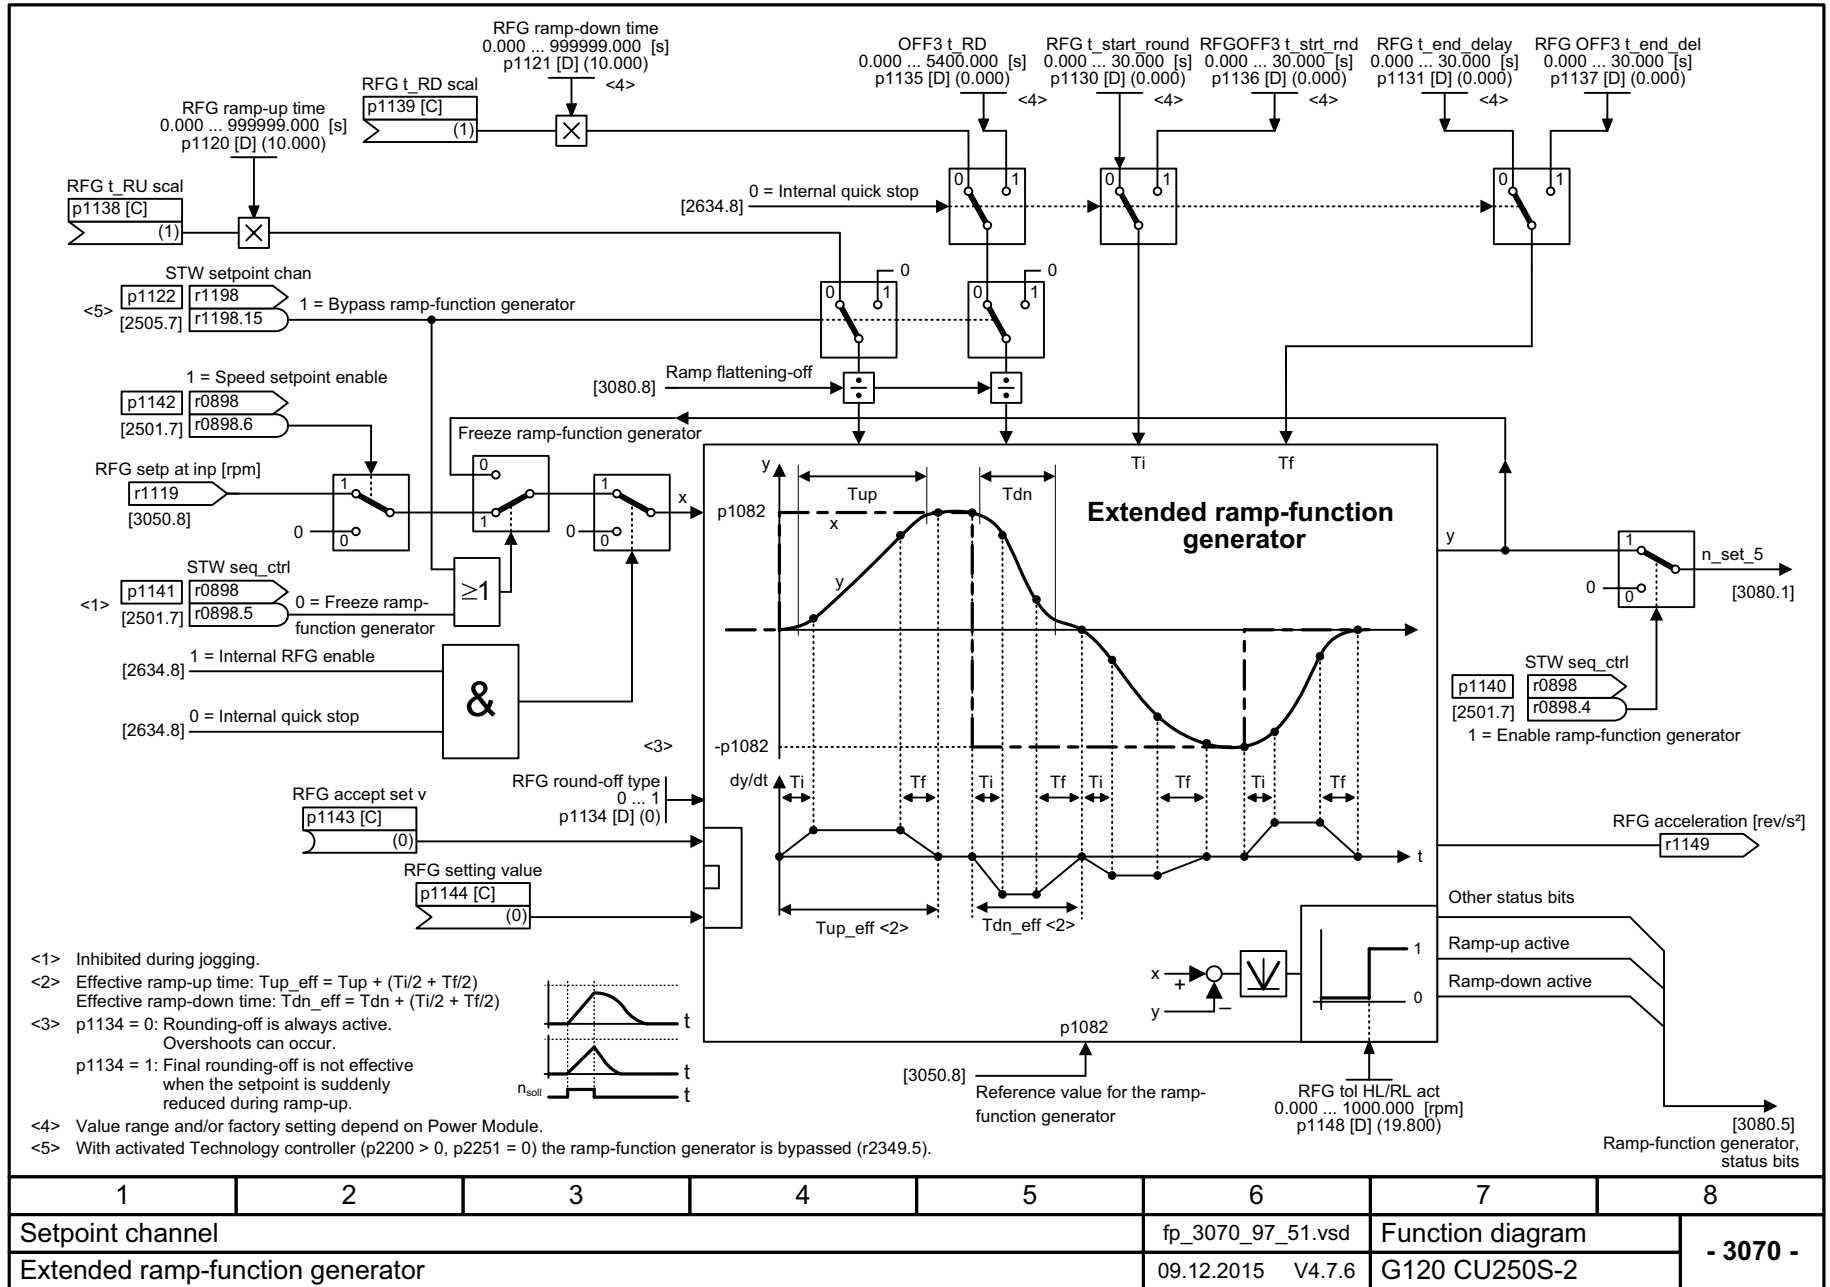 RFG ramp-down time
0.000 ... 999999.000 [s]
p1121 [D] (10.000)
<4>
OFF3 t_RD
0.000 ... 5400.000 [s]
p1135 [D] (0.000)
<4>
RFG t_start_round
0.000 ... 30.000 [s]
p1130 [D] (0.000)
<4>
RFGOFF3 t_strt_rnd
0.000 ... 30.000 [s]
p1136 [D] (0.000)
<4>
RFG t_end_delay
0.000 ... 30.000 [s]
p1131 [D] (0.000)
<4>
RFG OFF3 t_end_del
0.000 ... 30.000 [s]
p1137 [D] (0.000)
RFG t_RD scal
p1139 [C]
(1)
RFG ramp-up time
0.000 ... 999999.000 [s]
p1120 [D] (10.000)
RFG t_RU scal
p1138 [C]
(1)
0 = Internal quick stop
[2634.8]
0 1
0 1
0 1
STW setpoint chan
<5>
p1122
r1198
[2505.7]
r1198.15
1 = Bypass ramp-function generator
0
0 1
0
0 1
Ramp flattening-off
[3080.8]
÷
÷
1 = Speed setpoint enable
p1142
r0898
[2501.7]
r0898.6
Freeze ramp-function generator
RFG setp at inp [rpm]
r1119
[3050.8]
1
0
0
0
1
1
0
0
x
STW seq_ctrl
<1>
p1141
r0898
[2501.7]
r0898.5
0 = Freeze ramp-
function generator
≥1
1 = Internal RFG enable
[2634.8]
0 = Internal quick stop
[2634.8]
&
<3>
RFG round-off type
0 ... 1
p1134 [D] (0)
RFG accept set v
p1143 [C]
(0)
RFG setting value
p1144 [C]
(0)
Ti
Tf
Extended ramp-function
generator
y
Tup
Tdn
p1082
x
y
-p1082
dy/dt
Ti
Tf
Ti
Tf
Ti
Tf
Ti
Tf
t
Tup_eff <2>
Tdn_eff <2>
x
+
y
–
1
0
p1082
[3050.8]
Reference value for the ramp-
function generator
RFG tol HL/RL act
0.000 ... 1000.000 [rpm]
p1148 [D] (19.800)
y
1
0
0
n_set_5
[3080.1]
STW seq_ctrl
p1140
r0898
[2501.7]
r0898.4
1 = Enable ramp-function generator
RFG acceleration [rev/s²]
r1149
Other status bits
Ramp-up active
Ramp-down active
[3080.5]
Ramp-function generator,
status bits
<1> Inhibited during jogging.
<2> Effective ramp-up time: Tup_eff = Tup + (Ti/2 + Tf/2)
Effective ramp-down time: Tdn_eff = Tdn + (Ti/2 + Tf/2)
<3> p1134 = 0: Rounding-off is always active.
Overshoots can occur.
p1134 = 1: Final rounding-off is not effective
when the setpoint is suddenly
reduced during ramp-up.
t
t
n soll
t
<4> Value range and/or factory setting depend on Power Module.
<5> With activated Technology controller (p2200 > 0, p2251 = 0) the ramp-function generator is bypassed (r2349.5).
1 2 3 4 5 6 7 8
Setpoint channel
fp_3070_97_51.vsd
Function diagram
- 3070 -
Extended ramp-function generator
09.12.2015 V4.7.6
G120 CU250S-2